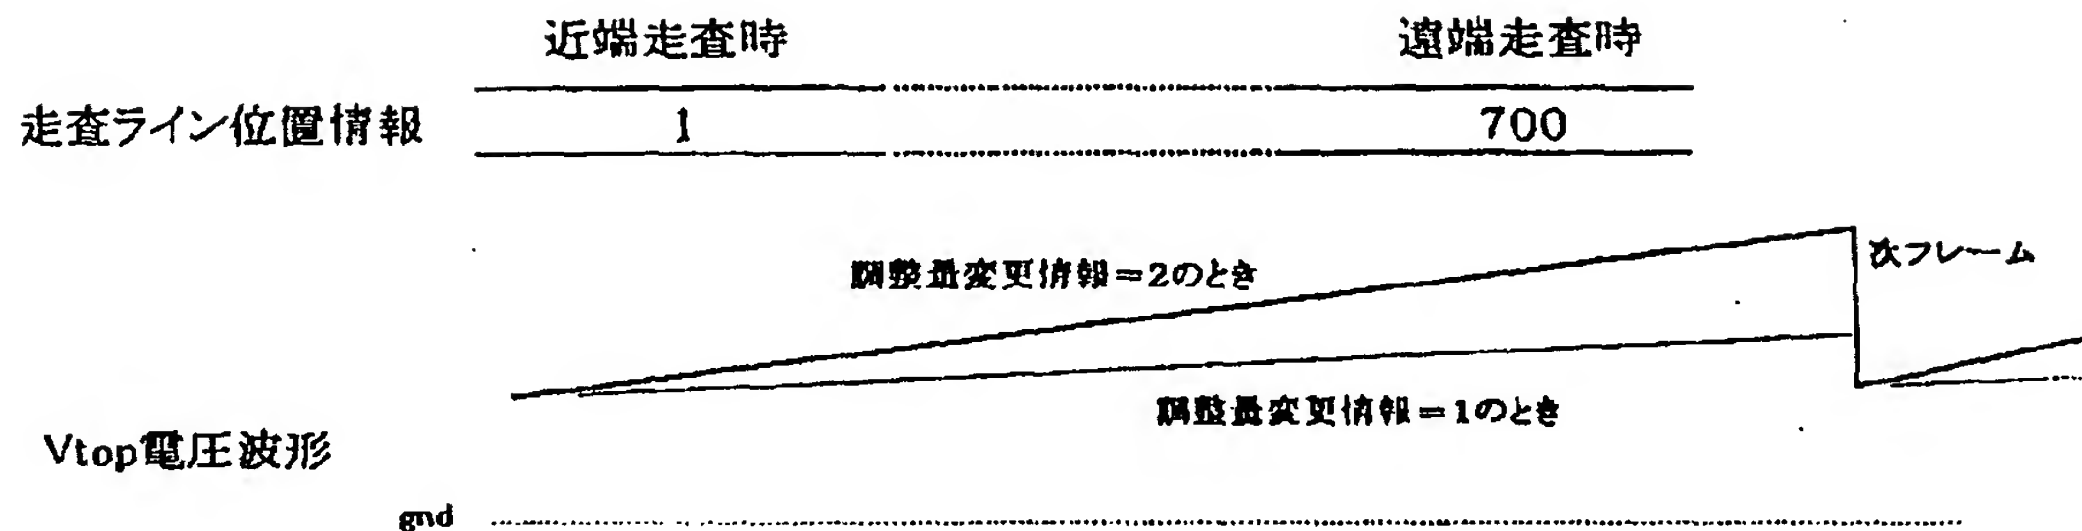 近端走査時 遠端走査時
走査ライン位置情報 1 700
調整量変更情報=2のとき
次フレーム
調整量変更情報=1のとき
Vtop電圧波形
gnd